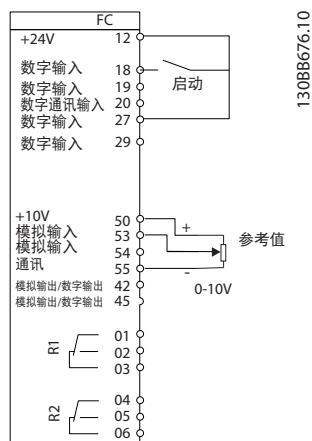 FC
+24V 12
数字输入 18
启动
数字输入 19
数字通讯输入 20
数字输入 27
数字输入 29
+10V 50
+
模拟输入 53
参考值
模拟输入 54
通讯 55
-
模拟输出/数字输出 42
0-10V
模拟输出/数字输出 45
R1
01
02
03
R2
04
05
06
130BB676.10